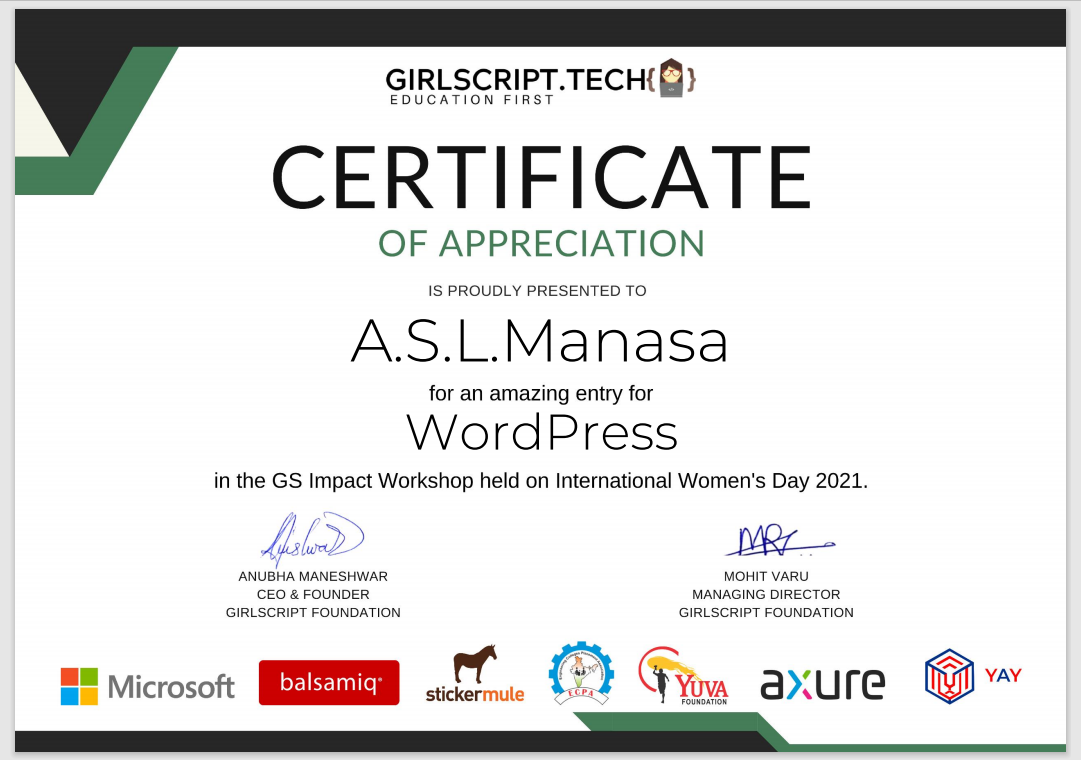 GIRLSCRIPT.TECH{ }
EDUCATION FIRST
CERTIFICATE
OF APPRECIATION
IS PROUDLY PRESENTED TO
A.S.L.Manasa
for an amazing entry for
WordPress
in the GS Impact Workshop held on International Women's Day 2021.
ANUBHA MANESHWAR
CEO & FOUNDER
GIRLSCRIPT FOUNDATION
MOHIT VARU
MANAGING DIRECTOR
GIRLSCRIPT FOUNDATION
Microsoft
balsamiq®
stickermule
ECPA
YUVA
FOUNDATION
axure
YAY